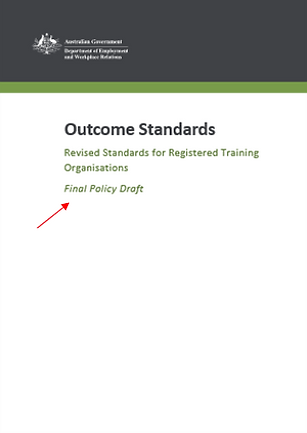 Australian Government
Department of Employment
and Workplace Relations
Outcome Standards
Revised Standards for Registered Training
Organisations
Final Policy Draft